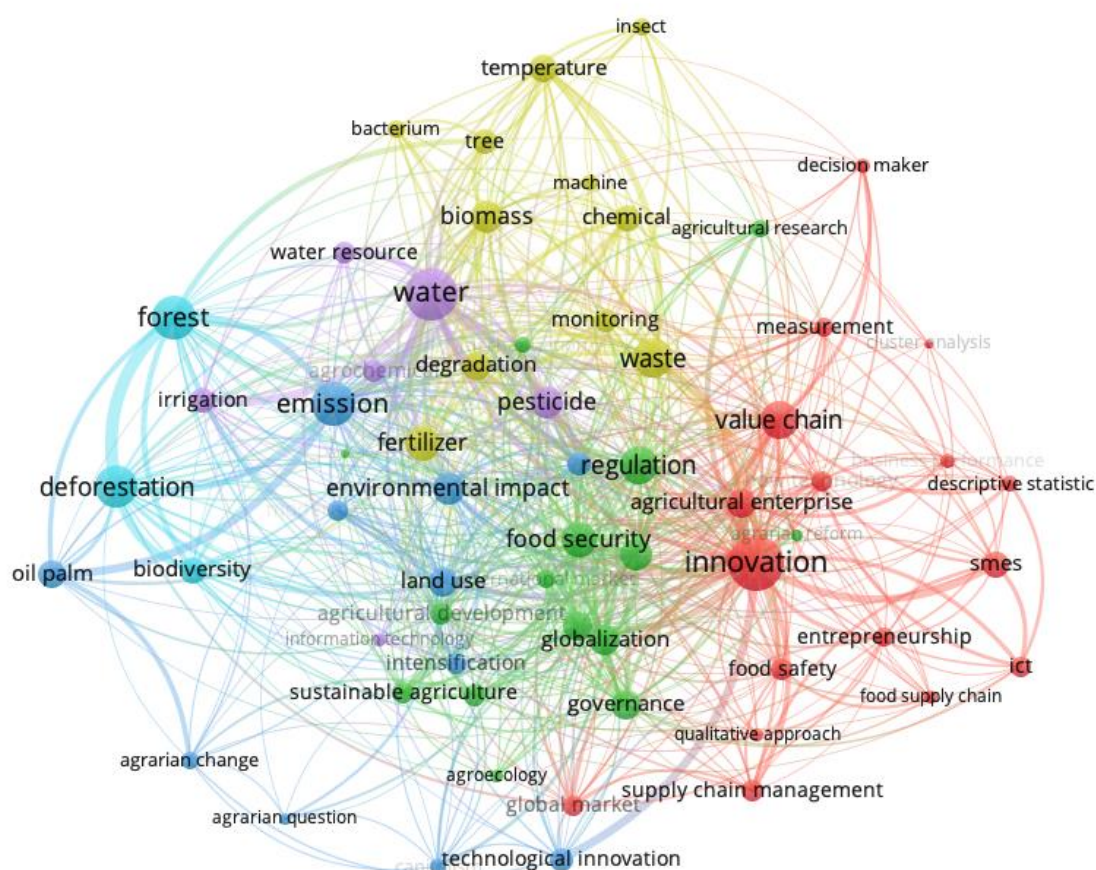 insect
temperature
bacterium
tree
decision maker
machine
biomass
chemical
agricultural research
water resource
water
forest
monitoring
measurement
cluster analysis
waste
degradation
irrigation
emission
pesticide
value chain
fertilizer
regulation
deforestation
environmental impact
descriptive statistic
agricultural enterprise
agrarian reform
food security
innovation
smes
oil palm
biodiversity
land use
international market
agricultural development
information technology
globalization
entrepreneurship
intensification
food safety
ict
sustainable agriculture
governance
food supply chain
qualitative approach
agrarian change
agroecology
supply chain management
global market
agrarian question
technological innovation